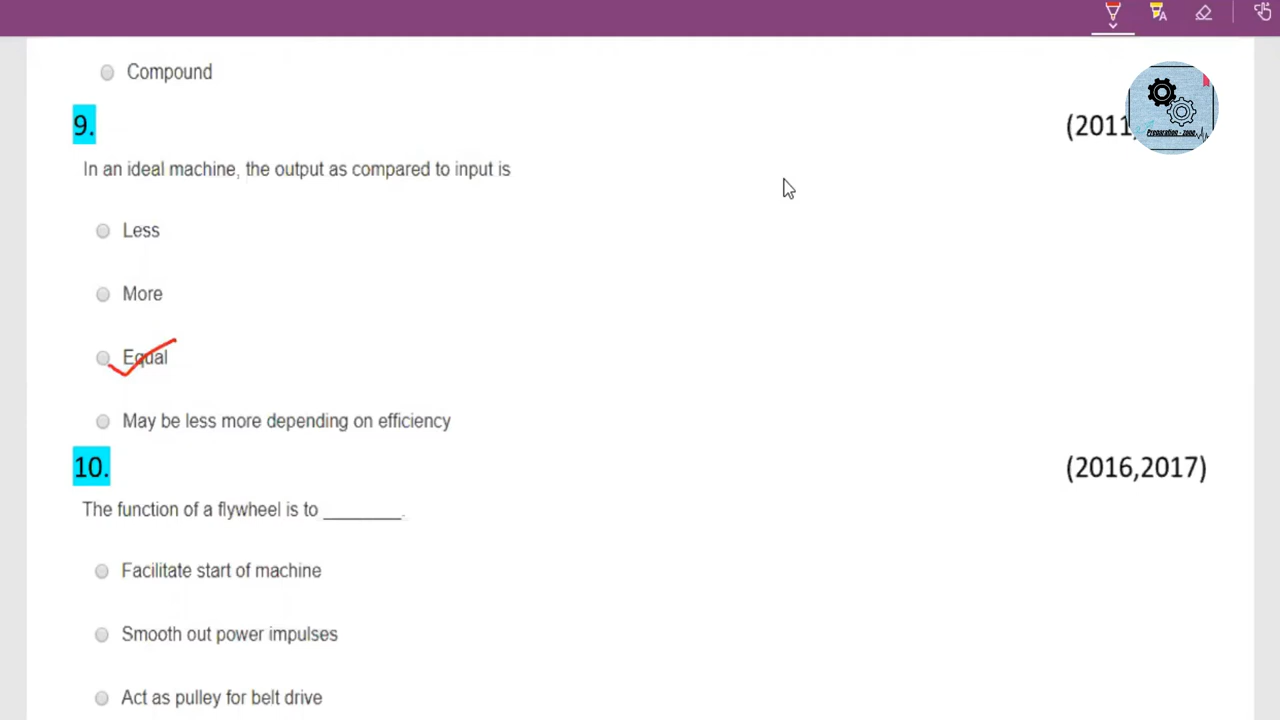 Compound
9.
(2011,
Preparation - zone
In an ideal machine, the output as compared to input is
Less
More
Equal
May be less more depending on efficiency
10.
(2016,2017)
The function of a flywheel is to ________.
Facilitate start of machine
Smooth out power impulses
Act as pulley for belt drive